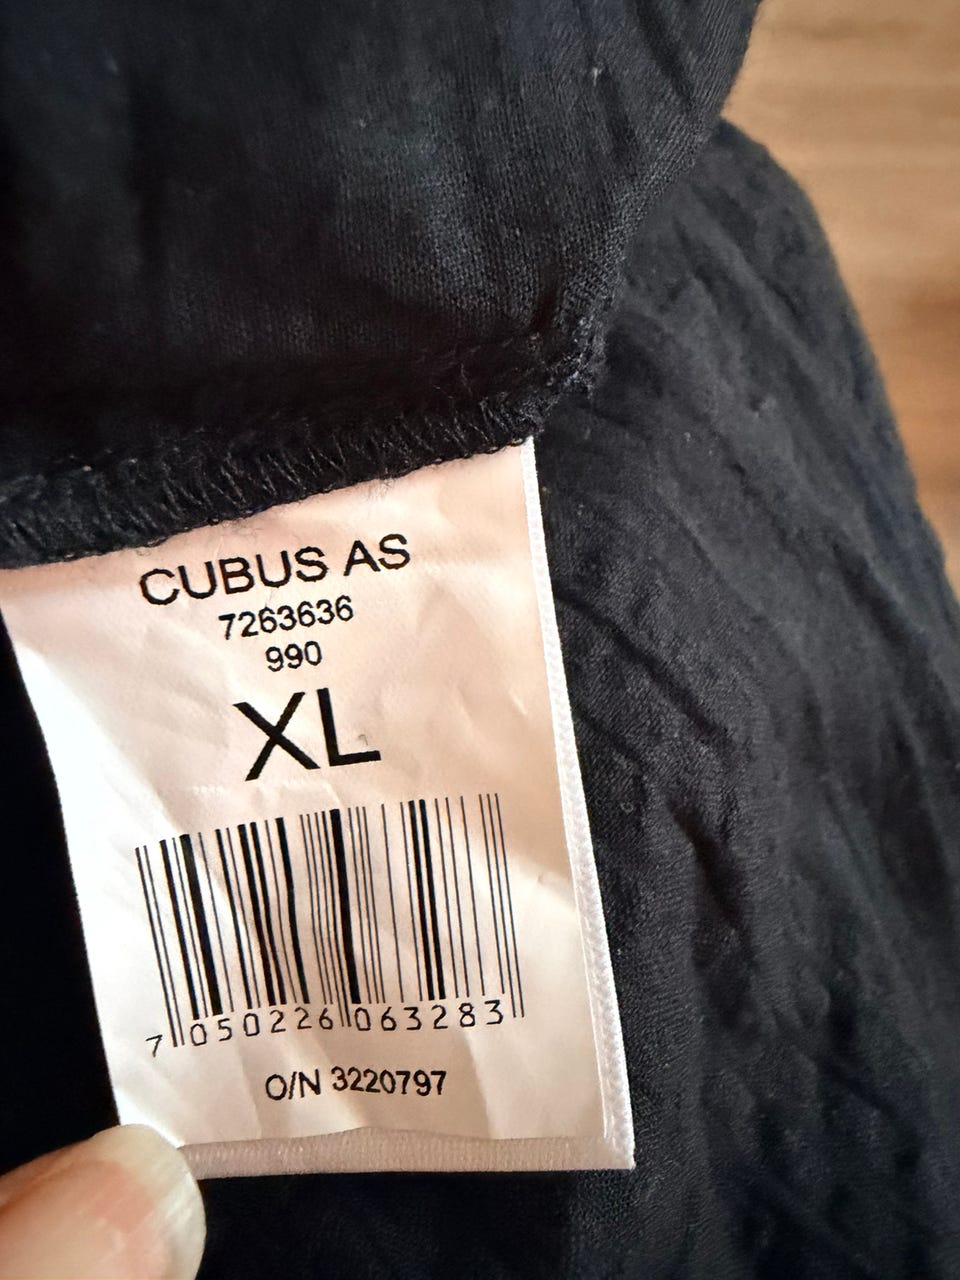 CUBUS AS
7263636
990
XL
7 050226 063283
O/N 3220797